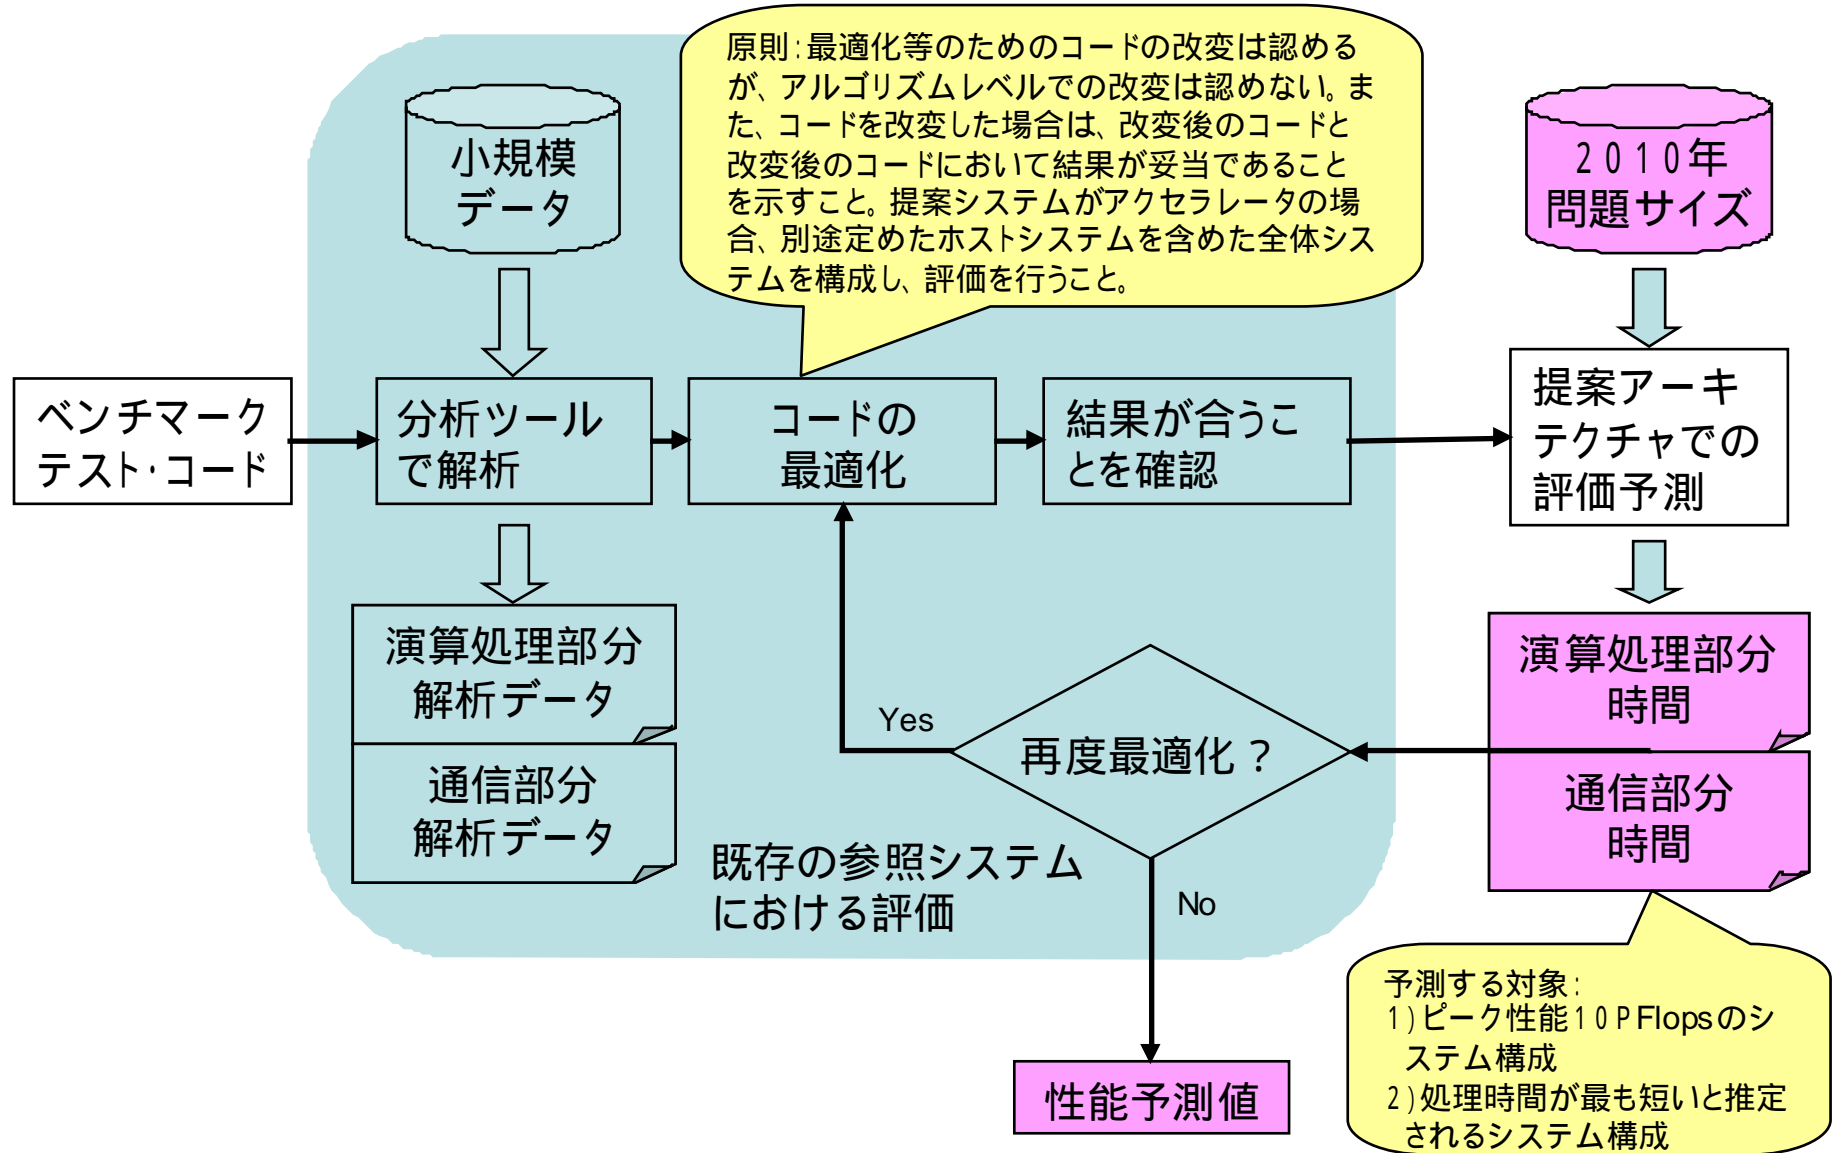 原則:最適化等のためのコードの改変は認める
が、アルゴリズムレベルでの改変は認めない。ま
た、コードを改変した場合は、改変後のコードと
改変後のコードにおいて結果が妥当であること
を示すこと。提案システムがアクセラレータの場
合、別途定めたホストシステムを含めた全体シス
テムを構成し、評価を行うこと。
小規模
データ
2010年
問題サイズ
ベンチマーク
テスト・コード
分析ツール
で解析
コードの
最適化
結果が合うこ
とを確認
提案アーキ
テクチャでの
評価予測
演算処理部分
解析データ
通信部分
解析データ
Yes
再度最適化?
演算処理部分
時間
通信部分
時間
既存の参照システム
における評価
No
予測する対象:
1)ピーク性能10PFlopsのシ
ステム構成
2)処理時間が最も短いと推定
されるシステム構成
性能予測値